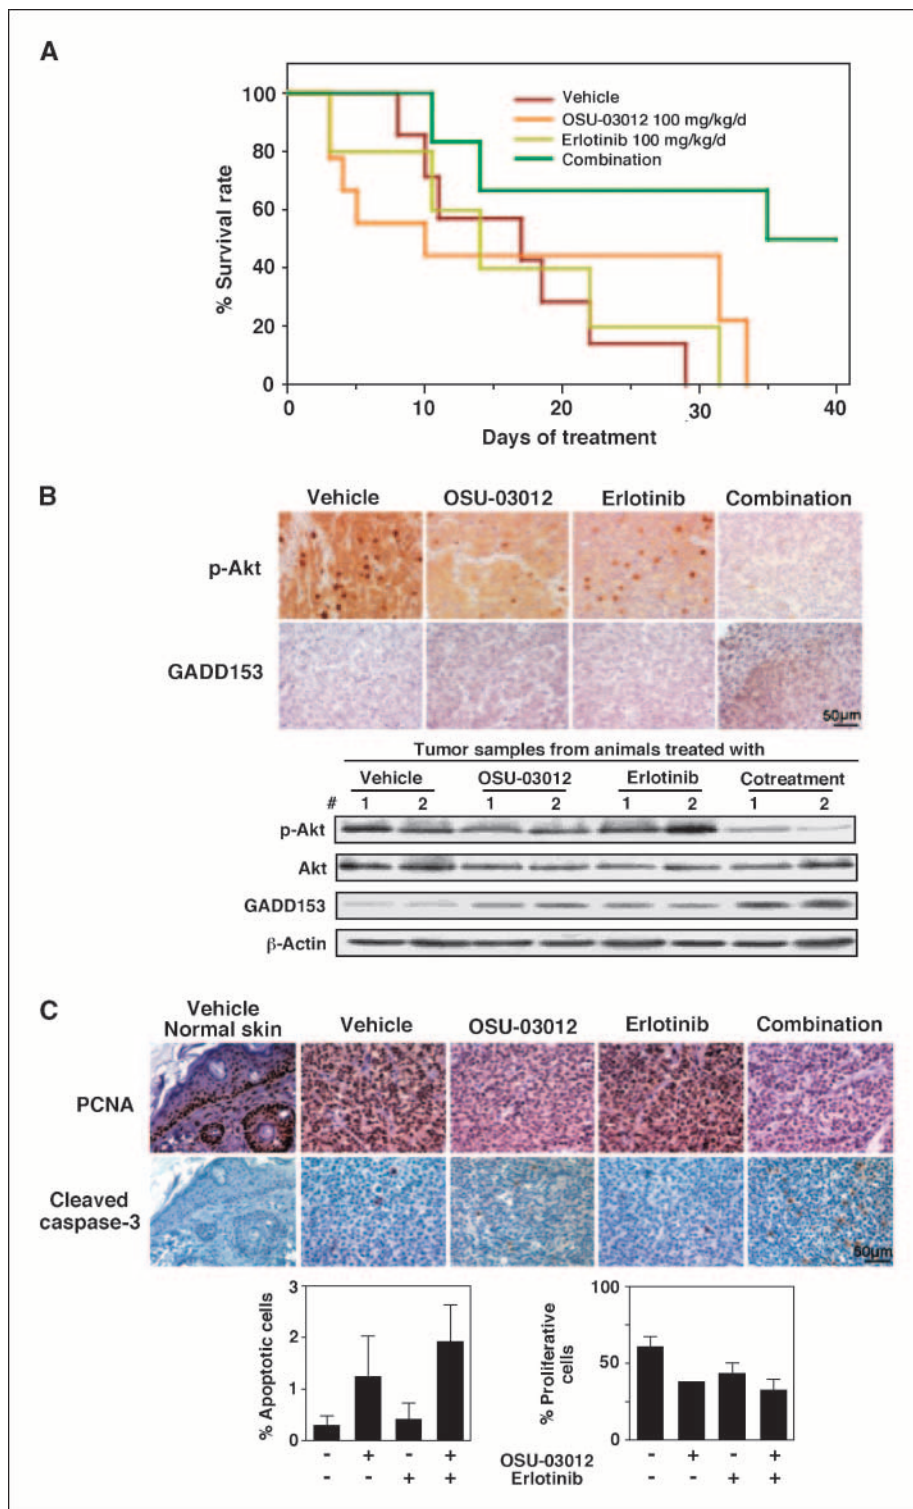 A
100
80
60
40
20
0
% Survival rate
Vehicle
OSU-03012 100 mg/kg/d
Erlotinib 100 mg/kg/d
Combination
0 10 20 30 40
Days of treatment
B
Vehicle OSU-03012 Erlotinib Combination
p-Akt
GADD153
50µm
Tumor samples from animals treated with
Vehicle OSU-03012 Erlotinib Cotreatment
# 1 2 1 2 1 2 1 2
p-Akt
Akt
GADD153
β-Actin
C
Vehicle
Normal skin Vehicle OSU-03012 Erlotinib Combination
PCNA
Cleaved
caspase-3
50µm
3
2
1
0
% Apoptotic cells
- + - +
- - + +
100
50
0
% Proliferative
cells
- + - +
- - + +
OSU-03012
Erlotinib